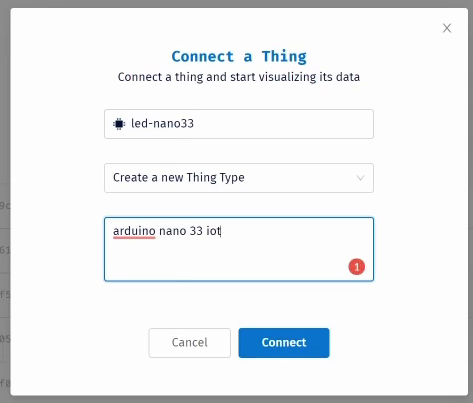 Connect a Thing
Connect a thing and start visualizing its data
led-nano33
Create a new Thing Type
arduino nano 33 iot
1
Cancel Connect